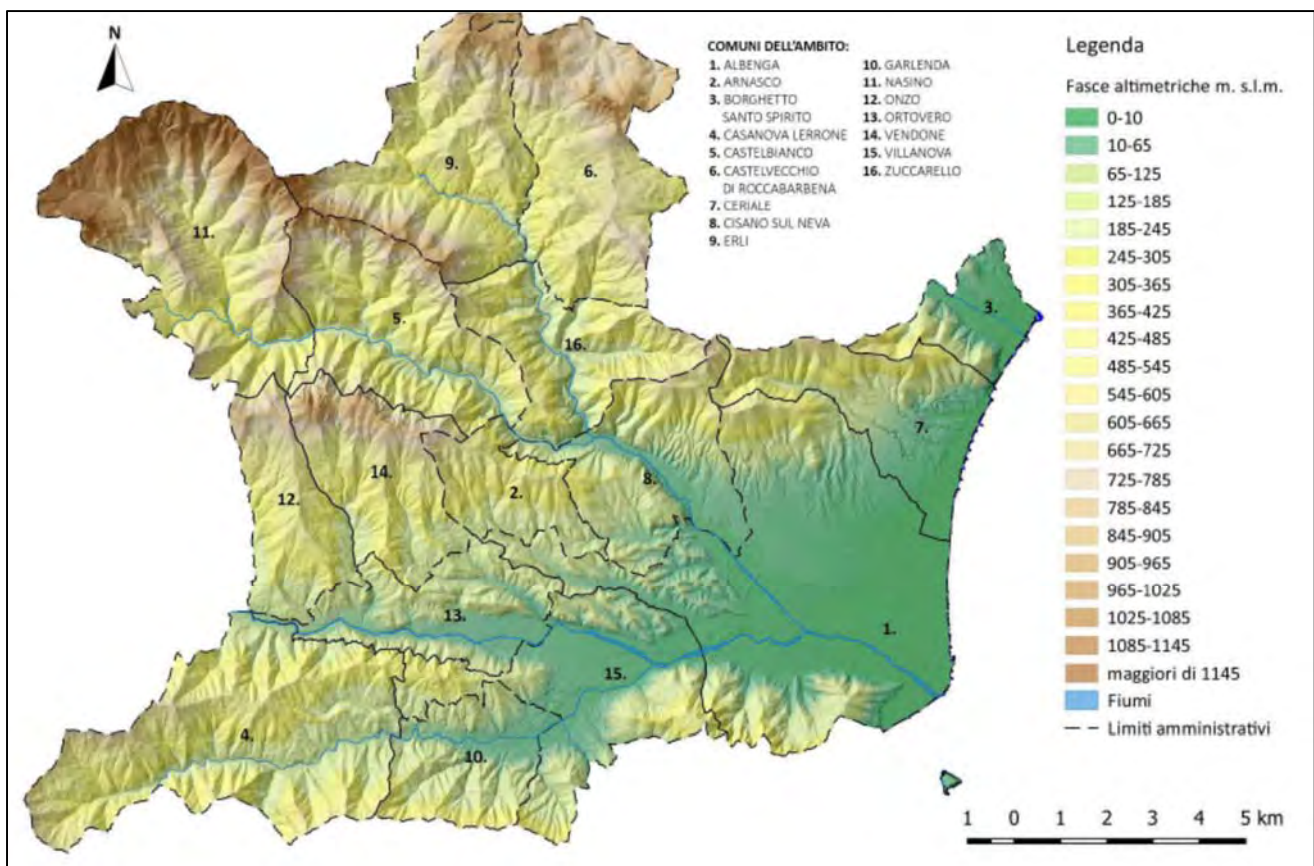 N
COMUNI DELL'AMBITO:
1. ALBENGA
2. ARNASCO
3. BORGHETTO
SANTO SPIRITO
4. CASANOVA LERRONE
5. CASTELBIANCO
6. CASTELVECCHIO
DI ROCCABARBENA
7. CERIALE
8. CISANO SUL NEVA
9. ERLI
10. GARLENDA
11. NASINO
12. ONZO
13. ORTOVERO
14. VENDONE
15. VILLANOVA
16. ZUCCARELLO
Legenda
Fasce altimetriche m. s.l.m.
0-10
10-65
65-125
125-185
185-245
245-305
305-365
365-425
425-485
485-545
545-605
605-665
665-725
725-785
785-845
845-905
905-965
965-1025
1025-1085
1085-1145
maggiori di 1145
Fiumi
Limiti amministrativi
9.
6.
11.
3.
5.
16.
7.
14.
12.
2.
8.
13.
1.
15.
4.
10.
1 0 1 2 3 4 5 km